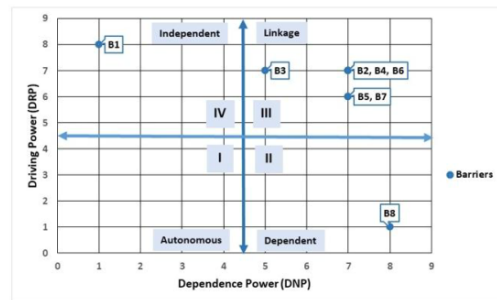 9
Independent
Linkage
8
B1
7
B3
B2, B4, B6
6
B5, B7
5
IV
III
4
I
II
3
2
B8
1
Autonomous
Dependent
0
0
1
2
3
4
5
6
7
8
9
Driving Power (DRP)
Dependence Power (DNP)
Barriers